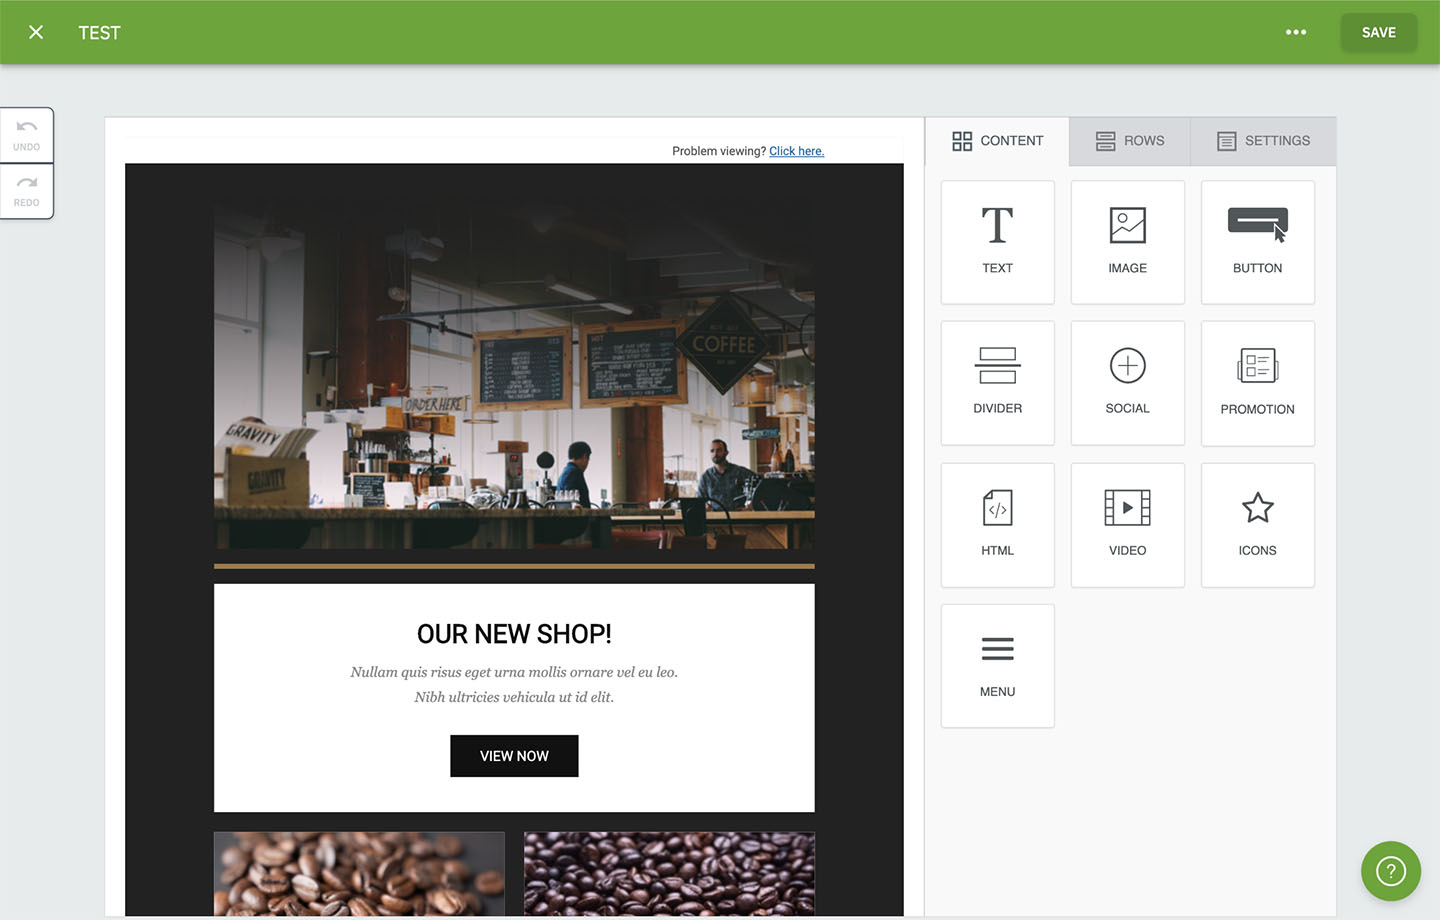 TEST
SAVE
UNDO
REDO
Problem viewing? Click here.
COFFEE
ORDER HERE!
GRAVITY
GRAVITY
OUR NEW SHOP!
Nullam quis risus eget urna mollis ornare vel eu leo.
Nibh ultricies vehicula ut id elit.
VIEW NOW
CONTENT
ROWS
SETTINGS
TEXT
IMAGE
BUTTON
DIVIDER
SOCIAL
PROMOTION
HTML
VIDEO
ICONS
MENU
?